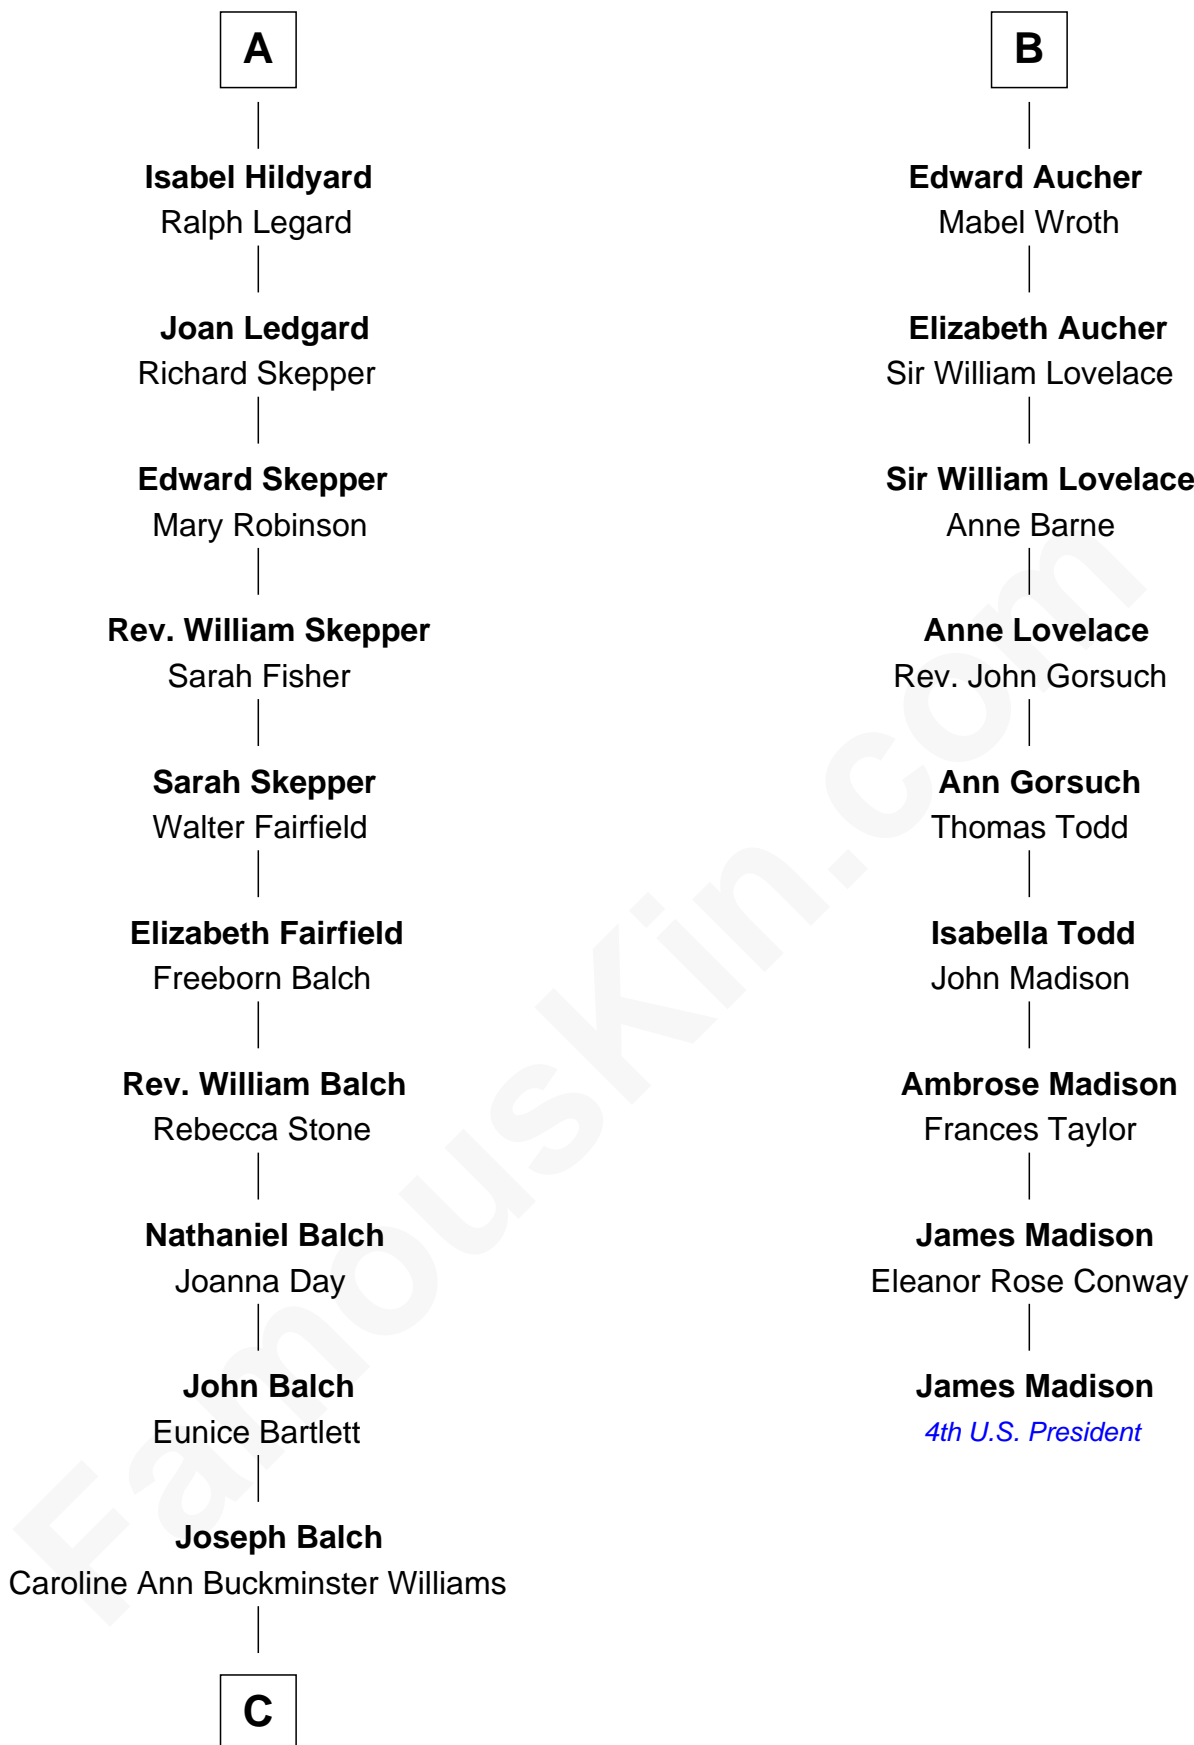 A
Isabel Hildyard
Ralph Legard
Joan Ledgard
Richard Skepper
Edward Skepper
Mary Robinson
Rev. William Skepper
Sarah Fisher
Sarah Skepper
Walter Fairfield
Elizabeth Fairfield
Freeborn Balch
Rev. William Balch
Rebecca Stone
Nathaniel Balch
Joanna Day
John Balch
Eunice Bartlett
Joseph Balch
Caroline Ann Buckminster Williams
C
B
Edward Aucher
Mabel Wroth
Elizabeth Aucher
Sir William Lovelace
Sir William Lovelace
Anne Barne
Anne Lovelace
Rev. John Gorsuch
Ann Gorsuch
Thomas Todd
Isabella Todd
John Madison
Ambrose Madison
Frances Taylor
James Madison
Eleanor Rose Conway
James Madison
4th U.S. President
FamousKin.com